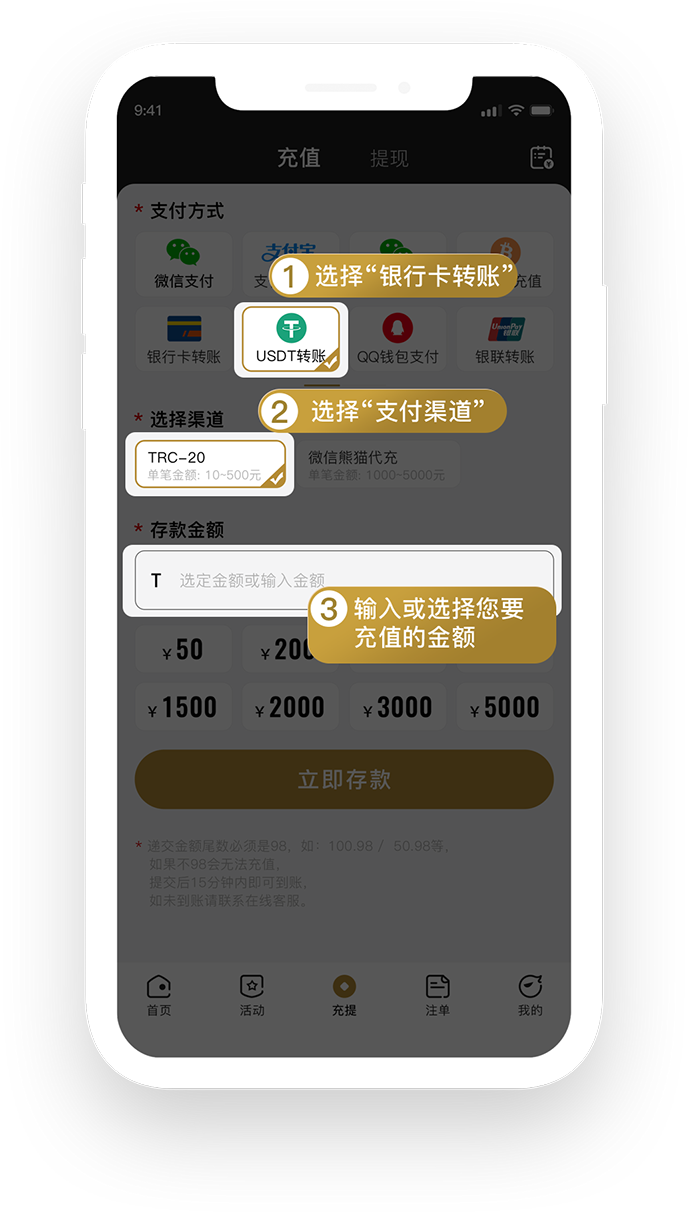 9:41
充值 提现
* 支付方式
支付宝
1 选择“银行卡转账”
微信支付 支 充值
UnionPay 银联
银行卡转账 USDT转账 QQ钱包支付 银联转账
2 选择“支付渠道”
* 选择渠道
TRC-20 微信熊猫代充
单笔金额: 10~500元 单笔金额: 1000~5000元
* 存款金额
T 选定金额或输入金额
3 输入或选择您要
充值的金额
¥50 ¥200
¥1500 ¥2000 ¥3000 ¥5000
立即存款
* 递交金额尾数必须是98，如：100.98 / 50.98等，
如果不98会无法充值，
提交后15分钟内即可到账，
如未到账请联系在线客服。
首页 活动 充提 注单 我的